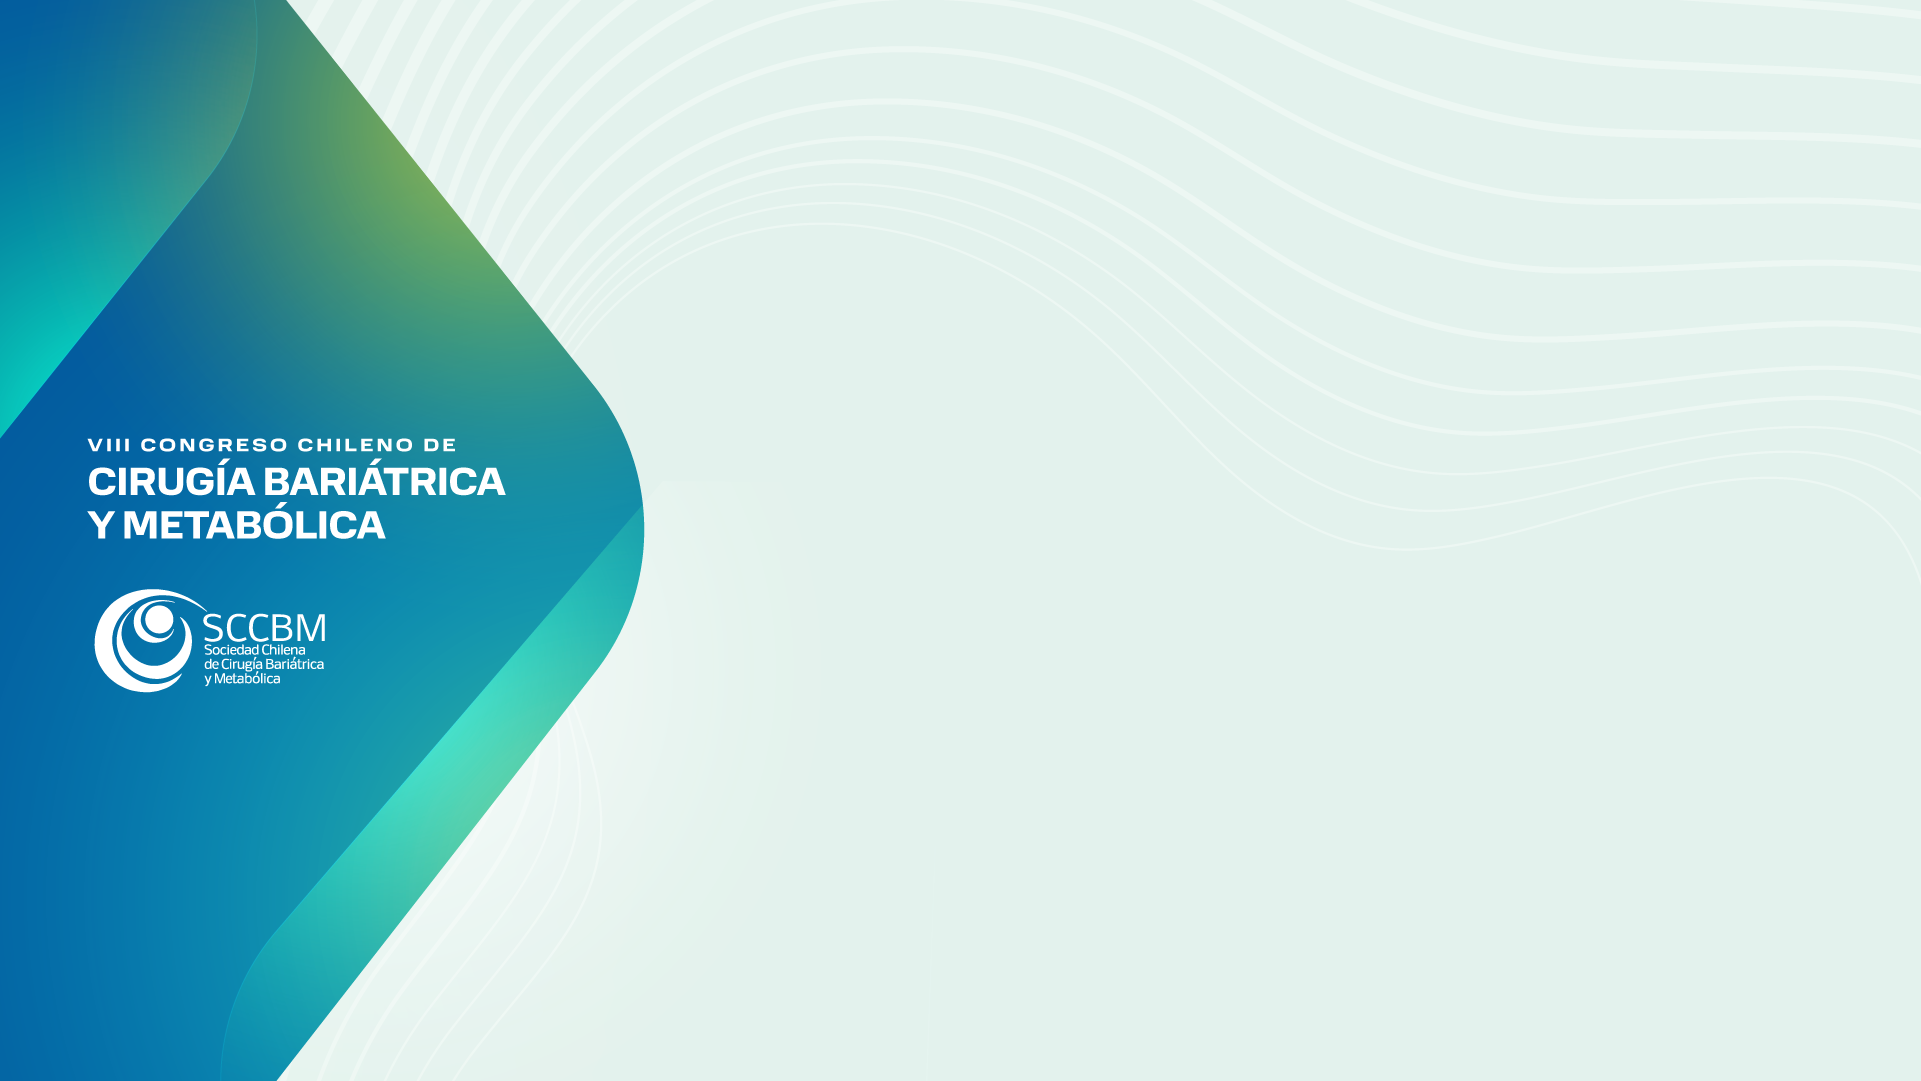 VIII CONGRESO CHILENO DE
CIRUGÍA BARIÁTRICA
Y METABÓLICA
SCCBM
Sociedad Chilena
de Cirugía Bariátrica
y Metabólica